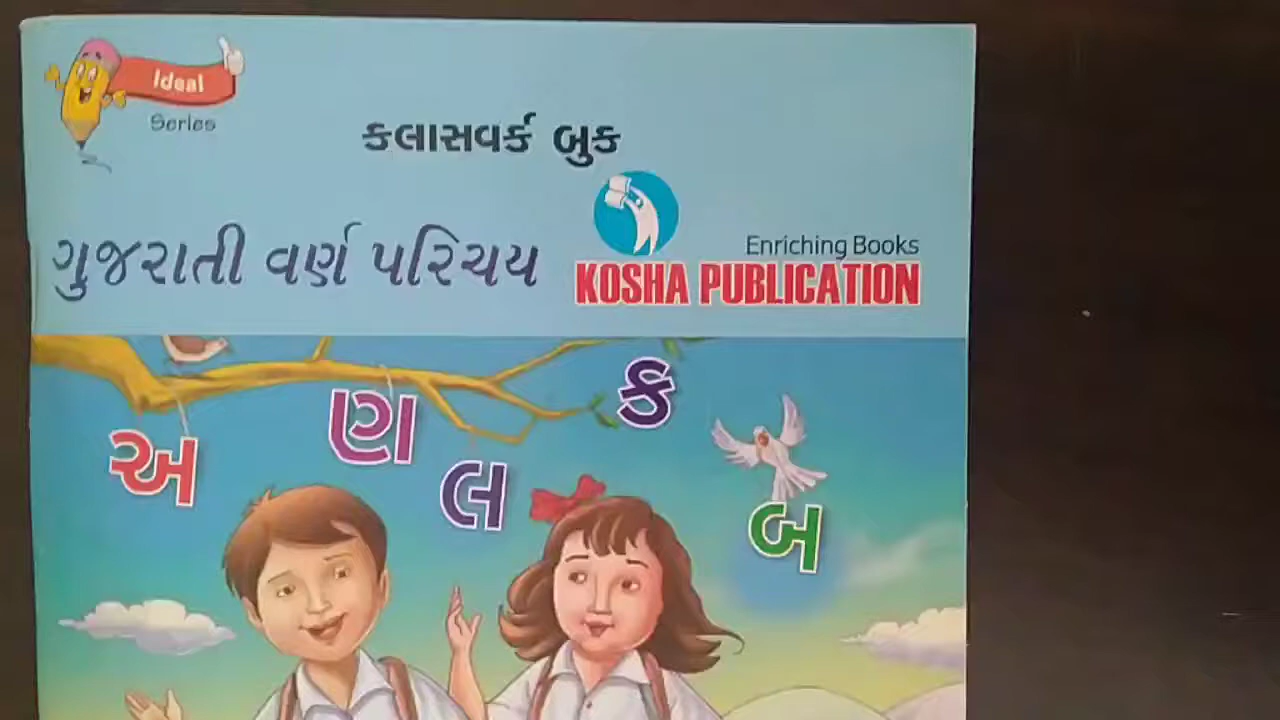 Ideal
Series
કલાસવર્ક બુક
ગુજરાતી વર્ણ પરિચય
Enriching Books
KOSHA PUBLICATION
ક
ણ
અ
લ
બ